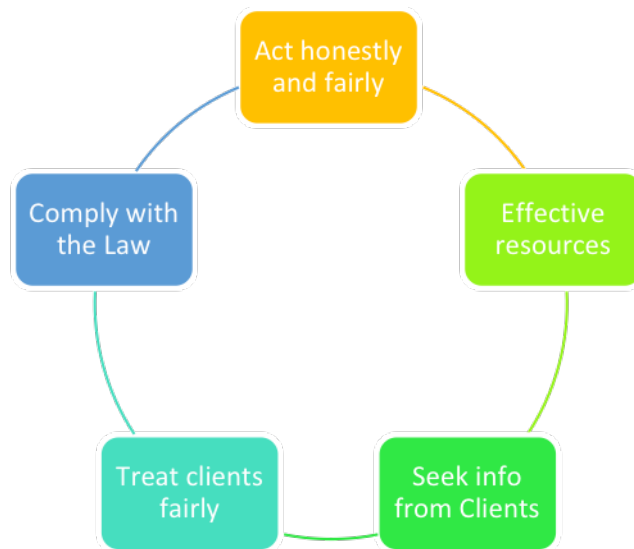 Act honestly
and fairly
Effective
resources
Seek info
from Clients
Treat clients
fairly
Comply with
the Law